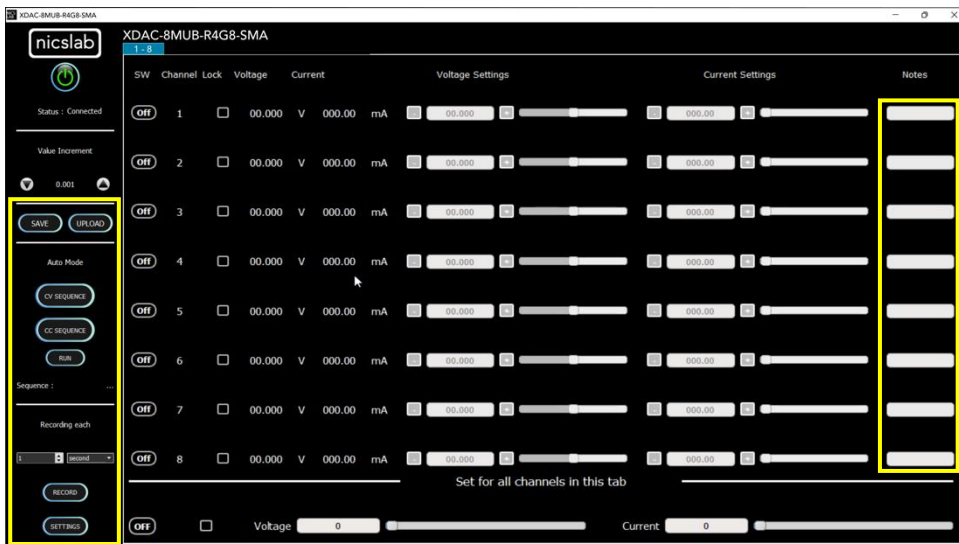 XDAC-8MUB-R4G8-SMA
nicslab
XDAC-8MUB-R4G8-SMA
1 - 8
Status : Connected
Value Increment
0.001
SAVE UPLOAD
Auto Mode
CV SEQUENCE
CC SEQUENCE
RUN
Sequence : ...
Recording each
1 second
RECORD
SETTINGS
SW Channel Lock Voltage Current Voltage Settings Current Settings Notes
Off 1 00.000 V 000.00 mA - 00.000 + - 000.00 +
Off 2 00.000 V 000.00 mA - 00.000 + - 000.00 +
Off 3 00.000 V 000.00 mA - 00.000 + - 000.00 +
Off 4 00.000 V 000.00 mA - 00.000 + - 000.00 +
Off 5 00.000 V 000.00 mA - 00.000 + - 000.00 +
Off 6 00.000 V 000.00 mA - 00.000 + - 000.00 +
Off 7 00.000 V 000.00 mA - 00.000 + - 000.00 +
Off 8 00.000 V 000.00 mA - 00.000 + - 000.00 +
Set for all channels in this tab
OFF Voltage 0 Current 0